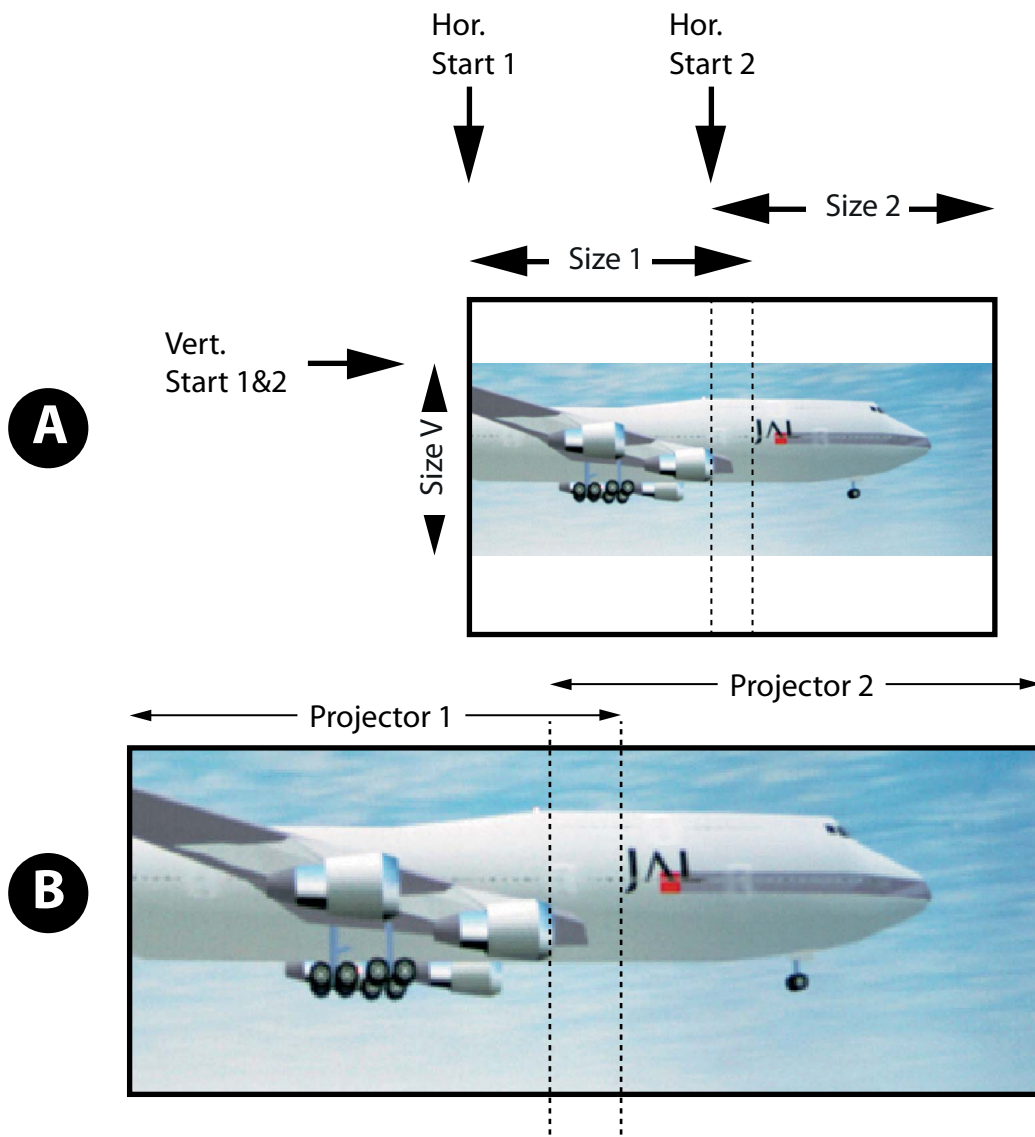 Hor.
Start 1
Hor.
Start 2
Size 2
Size 1
Vert.
Start 1&2
A
Size V
JAL
Projector 2
Projector 1
B
JAL